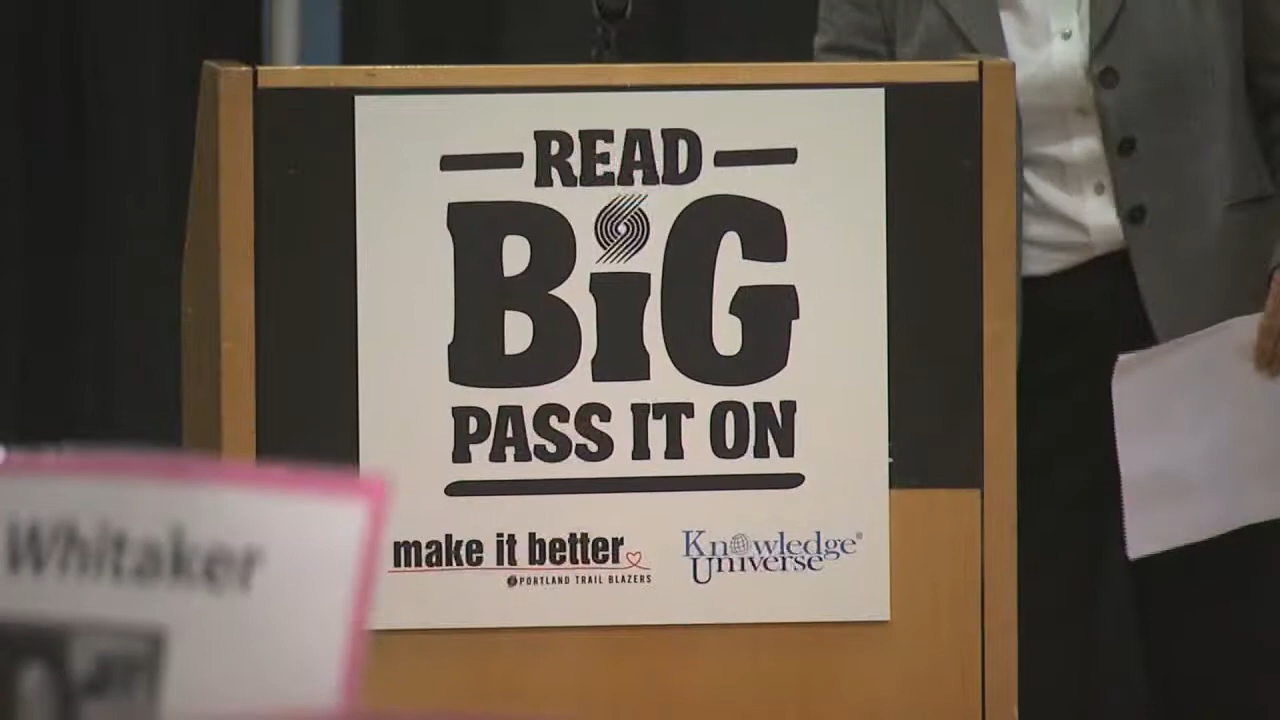 READ
BiG
PASS IT ON
make it better
PORTLAND TRAIL BLAZERS
Knowledge®
Universe
Whitaker